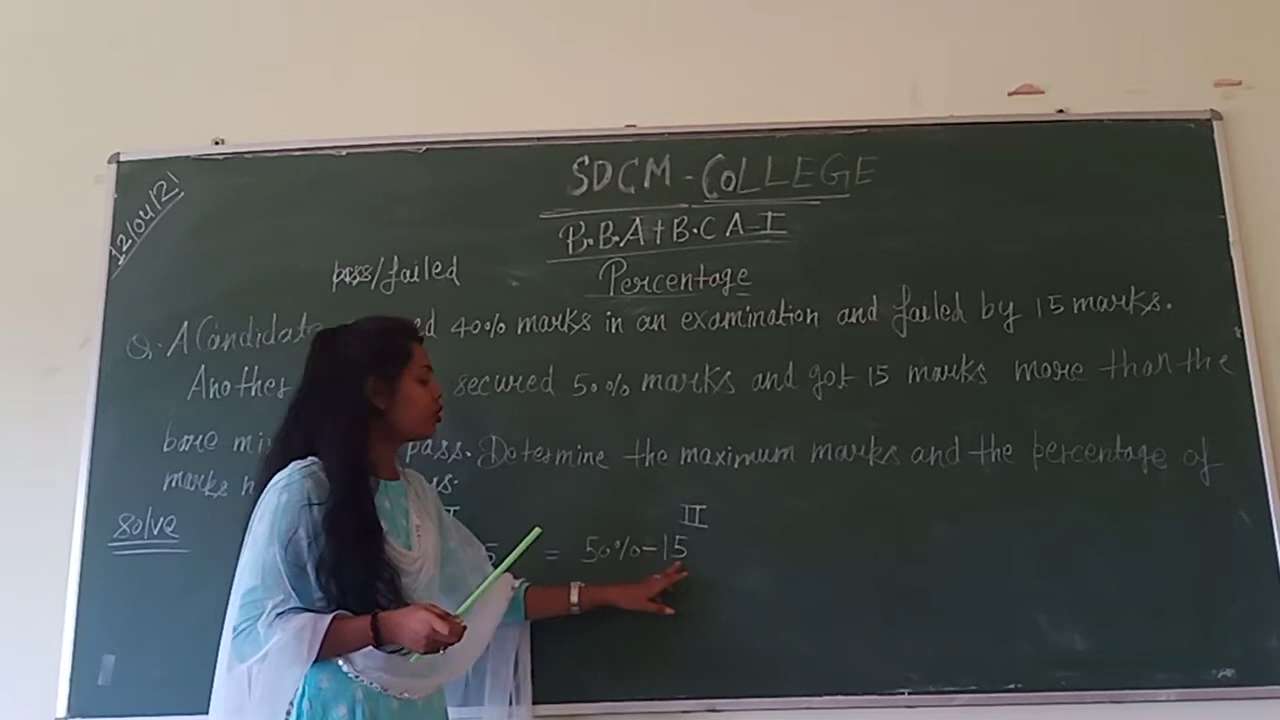 12/04/21
SDCM-COLLEGE
B.B.A+B.C A-I
pass/failed
Percentage
Q. A Candidate 40% marks in an examination and failed by 15 marks.
Another secured 50% marks and got 15 marks more than the
bare pass. Determine the maximum marks and the percentage of
marks
Solve
I
II
5 = 50%-15